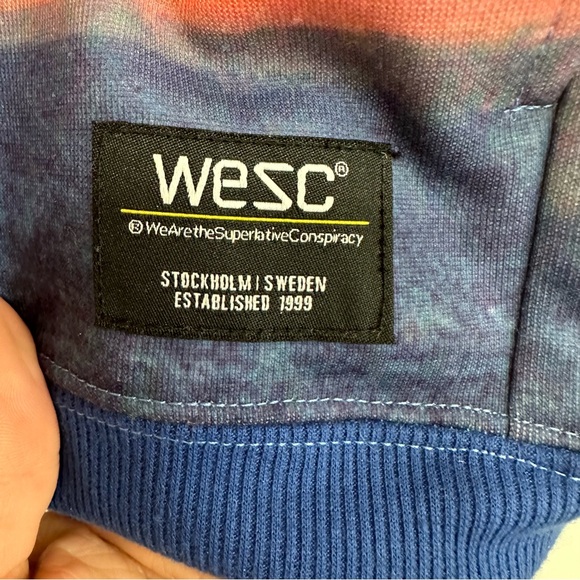 wesc®
®WeAretheSuperlativeConspiracy
STOCKHOLM | SWEDEN
ESTABLISHED 1999